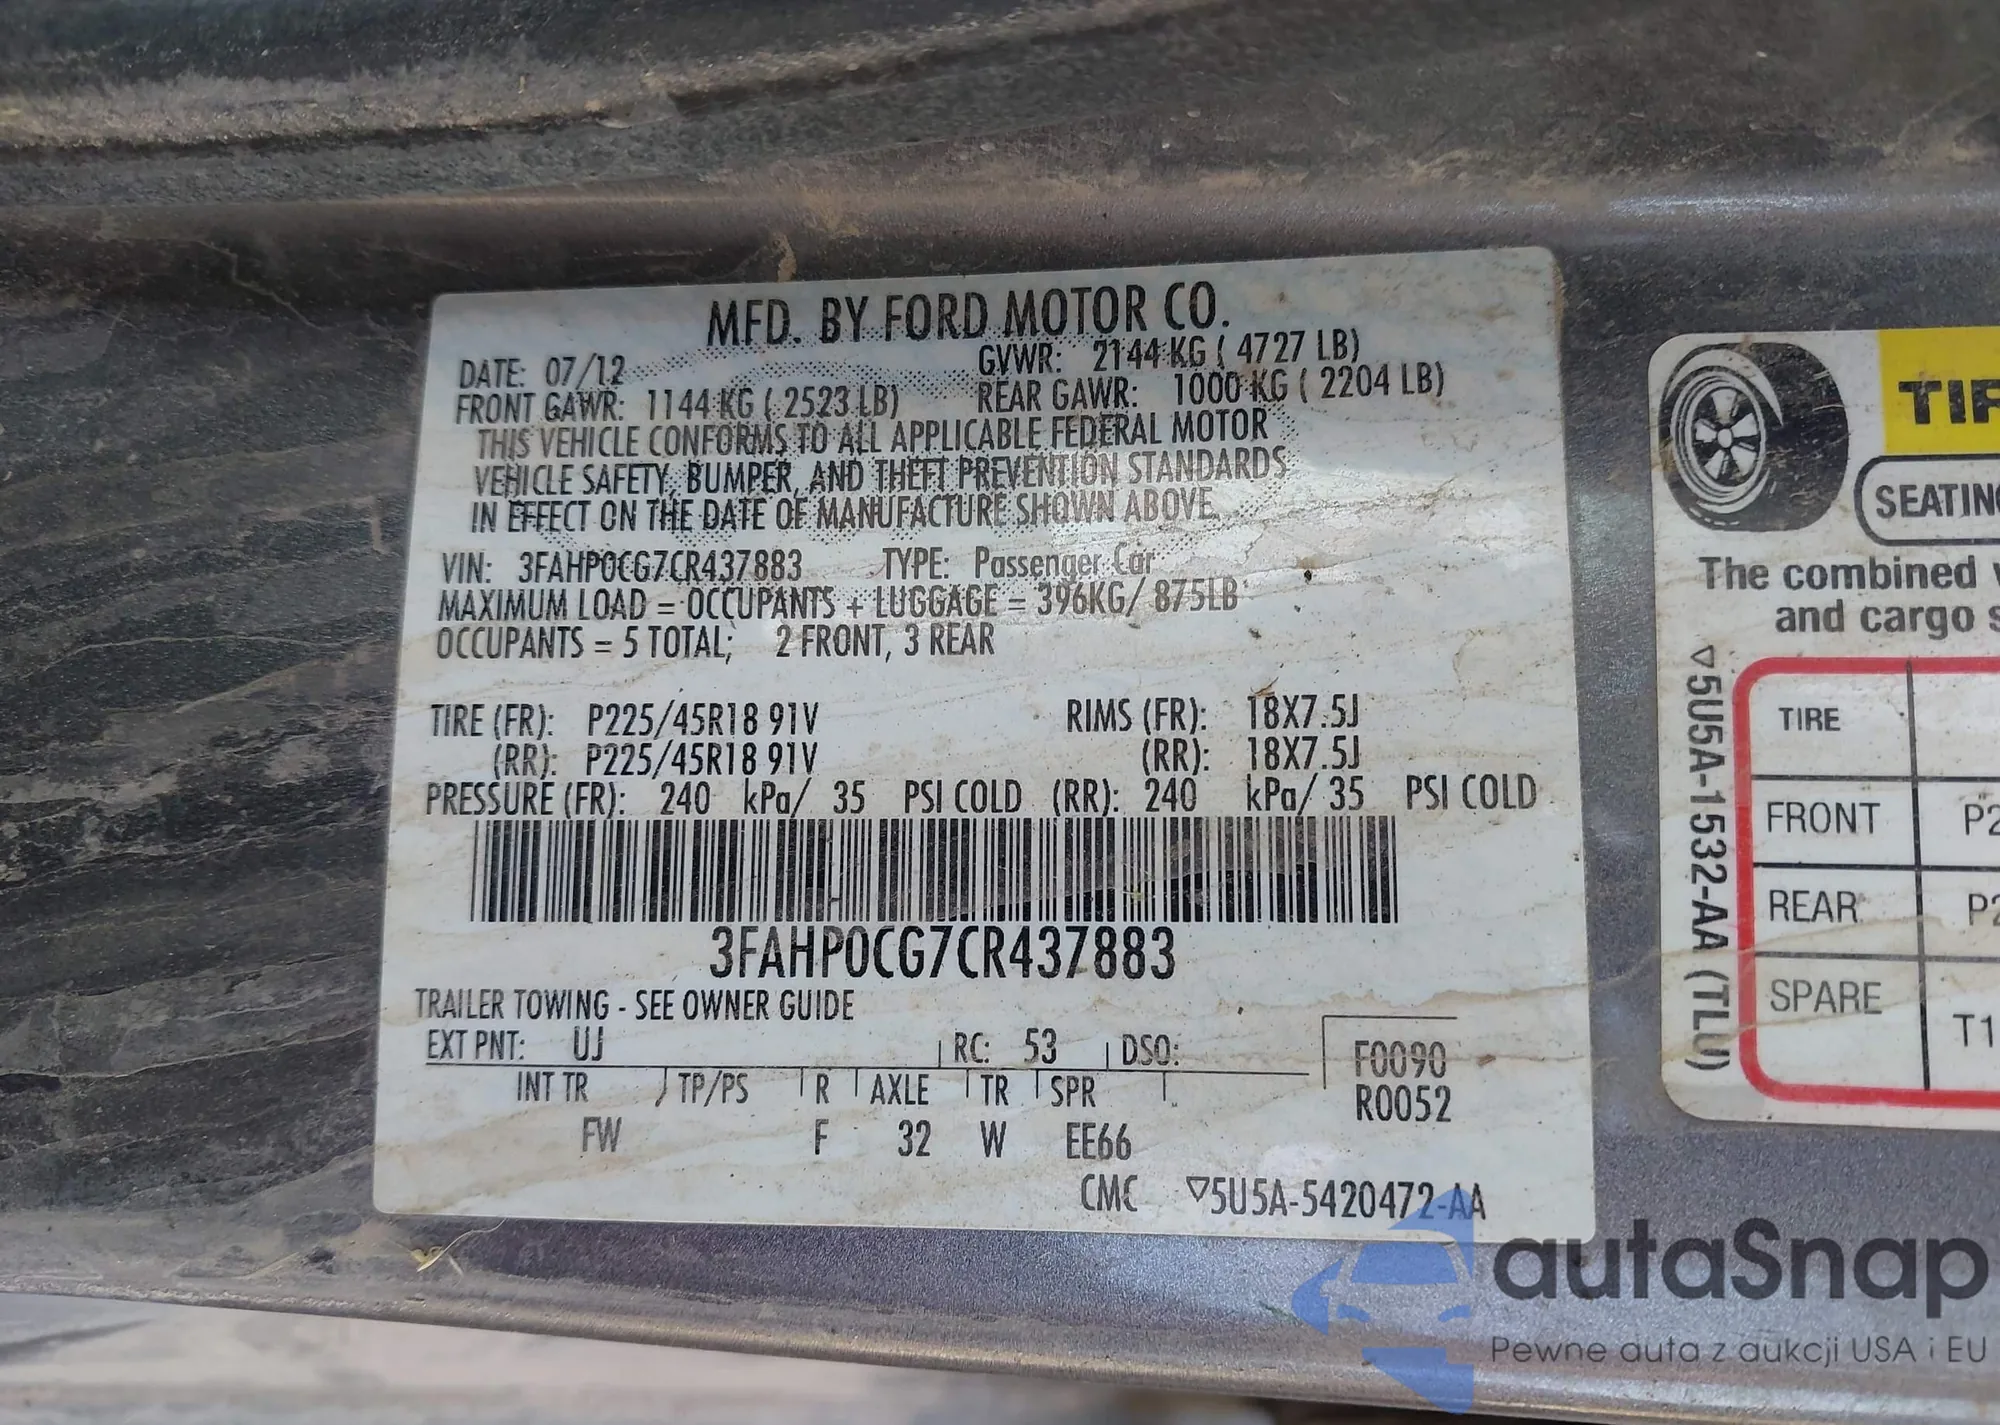 MFD. BY FORD MOTOR CO.
DATE: 07/12 GVWR: 2144 KG ( 4727 LB)
FRONT GAWR: 1144 KG ( 2523 LB) REAR GAWR: 1000 KG ( 2204 LB)
THIS VEHICLE CONFORMS TO ALL APPLICABLE FEDERAL MOTOR
VEHICLE SAFETY, BUMPER, AND THEFT PREVENTION STANDARDS
IN EFFECT ON THE DATE OF MANUFACTURE SHOWN ABOVE.
VIN: 3FAHP0CG7CR437883 TYPE: Passenger Car
MAXIMUM LOAD = OCCUPANTS + LUGGAGE = 396KG/ 875LB
OCCUPANTS = 5 TOTAL; 2 FRONT, 3 REAR
TIRE (FR): P225/45R18 91V RIMS (FR): 18X7.5J
(RR): P225/45R18 91V (RR): 18X7.5J
PRESSURE (FR): 240 kPa/ 35 PSI COLD (RR): 240 kPa/ 35 PSI COLD
3FAHP0CG7CR437883
TRAILER TOWING - SEE OWNER GUIDE
EXT PNT: UJ RC: 53 DSO:
INT TR TP/PS R AXLE TR SPR
FW F 32 W EE66
F0090
R0052
CMC ▽5U5A-5420472-AA
TIR
SEATING
The combined
and cargo
▽5U5A-1532-AA (TLU)
TIRE
FRONT P2
REAR P2
SPARE T1
autaSnap
Pewne auta z aukcji USA i EU